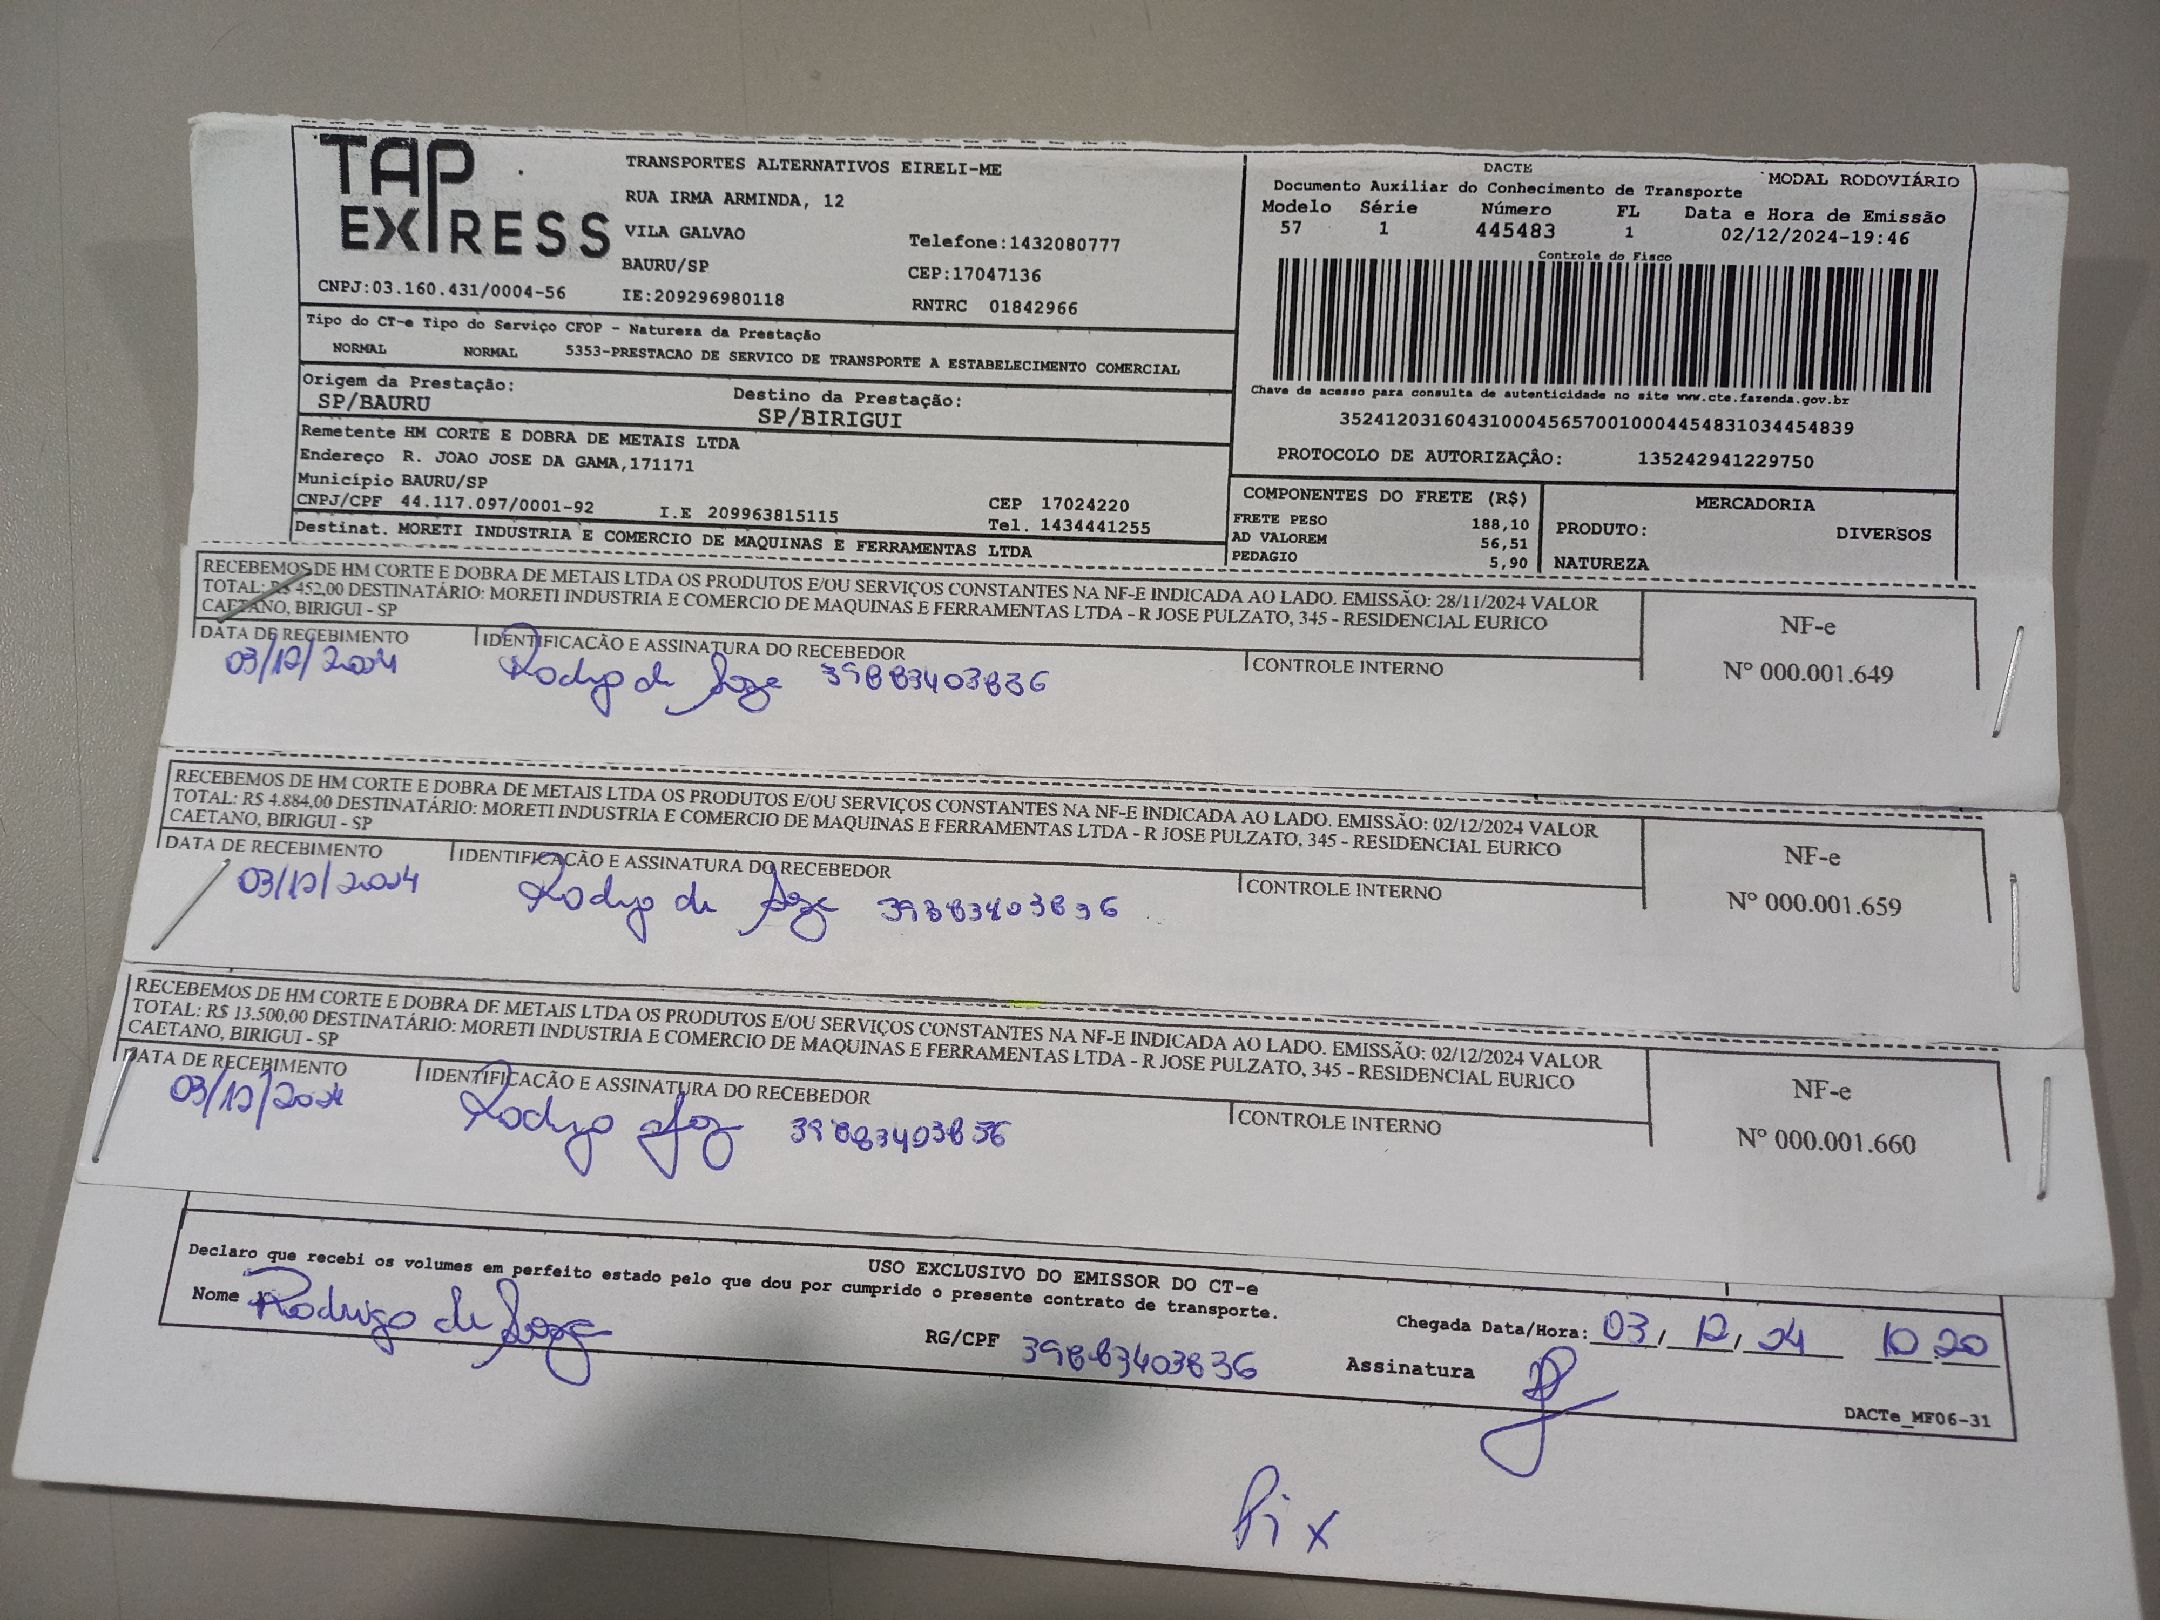 TAP EXPRESS
TRANSPORTES ALTERNATIVOS EIRELI-ME
RUA IRMA ARMINDA, 12
VILA GALVAO
Telefone:1432080777
BAURU/SP
CEP:17047136
CNPJ:03.160.431/0004-56
IE:209296980118
RNTRC 01842966
DACTE
MODAL RODOVIÁRIO
Documento Auxiliar do Conhecimento de Transporte
Modelo Série Número FL Data e Hora de Emissão
57 1 445483 1 02/12/2024-19:46
Controle do Fisco
Chave de acesso para consulta de autenticidade no site www.cte.fazenda.gov.br
35241203160431000456570010004454831034454839
PROTOCOLO DE AUTORIZAÇÂO: 135242941229750
Tipo do CT-e Tipo do Serviço CFOP - Natureza da Prestação
NORMAL NORMAL 5353-PRESTACAO DE SERVICO DE TRANSPORTE A ESTABELECIMENTO COMERCIAL
Origem da Prestação: Destino da Prestação:
SP/BAURU SP/BIRIGUI
Remetente HM CORTE E DOBRA DE METAIS LTDA
Endereço R. JOAO JOSE DA GAMA,171171
Município BAURU/SP
CEP 17024220
CNPJ/CPF 44.117.097/0001-92 I.E 209963815115 Tel. 1434441255
Destinat. MORETI INDUSTRIA E COMERCIO DE MAQUINAS E FERRAMENTAS LTDA
COMPONENTES DO FRETE (R$)
FRETE PESO 188,10
AD VALOREM 56,51
PEDAGIO 5,90
MERCADORIA
PRODUTO: DIVERSOS
NATUREZA
RECEBEMOS DE HM CORTE E DOBRA DE METAIS LTDA OS PRODUTOS E/OU SERVIÇOS CONSTANTES NA NF-E INDICADA AO LADO. EMISSÃO: 28/11/2024 VALOR
TOTAL: R$ 452,00 DESTINATÁRIO: MORETI INDUSTRIA E COMERCIO DE MAQUINAS E FERRAMENTAS LTDA - R JOSE PULZATO, 345 - RESIDENCIAL EURICO
CAETANO, BIRIGUI - SP
NF-e
Nº 000.001.649
DATA DE RECEBIMENTO IDENTIFICAÇÃO E ASSINATURA DO RECEBEDOR CONTROLE INTERNO
03/12/2024 39883403836
RECEBEMOS DE HM CORTE E DOBRA DE METAIS LTDA OS PRODUTOS E/OU SERVIÇOS CONSTANTES NA NF-E INDICADA AO LADO. EMISSÃO: 02/12/2024 VALOR
TOTAL: R$ 4.884,00 DESTINATÁRIO: MORETI INDUSTRIA E COMERCIO DE MAQUINAS E FERRAMENTAS LTDA - R JOSE PULZATO, 345 - RESIDENCIAL EURICO
CAETANO, BIRIGUI - SP
NF-e
Nº 000.001.659
DATA DE RECEBIMENTO IDENTIFICAÇÃO E ASSINATURA DO RECEBEDOR CONTROLE INTERNO
03/12/2024 39883403836
RECEBEMOS DE HM CORTE E DOBRA DE METAIS LTDA OS PRODUTOS E/OU SERVIÇOS CONSTANTES NA NF-E INDICADA AO LADO. EMISSÃO: 02/12/2024 VALOR
TOTAL: R$ 13.500,00 DESTINATÁRIO: MORETI INDUSTRIA E COMERCIO DE MAQUINAS E FERRAMENTAS LTDA - R JOSE PULZATO, 345 - RESIDENCIAL EURICO
CAETANO, BIRIGUI - SP
NF-e
Nº 000.001.660
DATA DE RECEBIMENTO IDENTIFICAÇÃO E ASSINATURA DO RECEBEDOR CONTROLE INTERNO
03/12/2024 39883403836
USO EXCLUSIVO DO EMISSOR DO CT-e
Declaro que recebi os volumes em perfeito estado pelo que dou por cumprido o presente contrato de transporte.
Nome Rodrigo de
RG/CPF 39883403836
Chegada Data/Hora: 03/12/24 10 20
Assinatura
DACTe_MF06-31
Pix